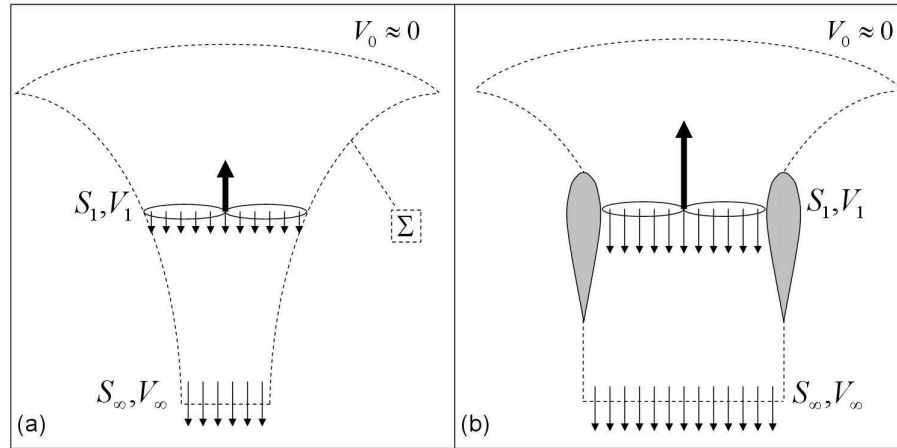 V₀ ≈ 0
S₁,V₁
Σ
S∞,V∞
(a)
V₀ ≈ 0
S₁,V₁
S∞,V∞
(b)